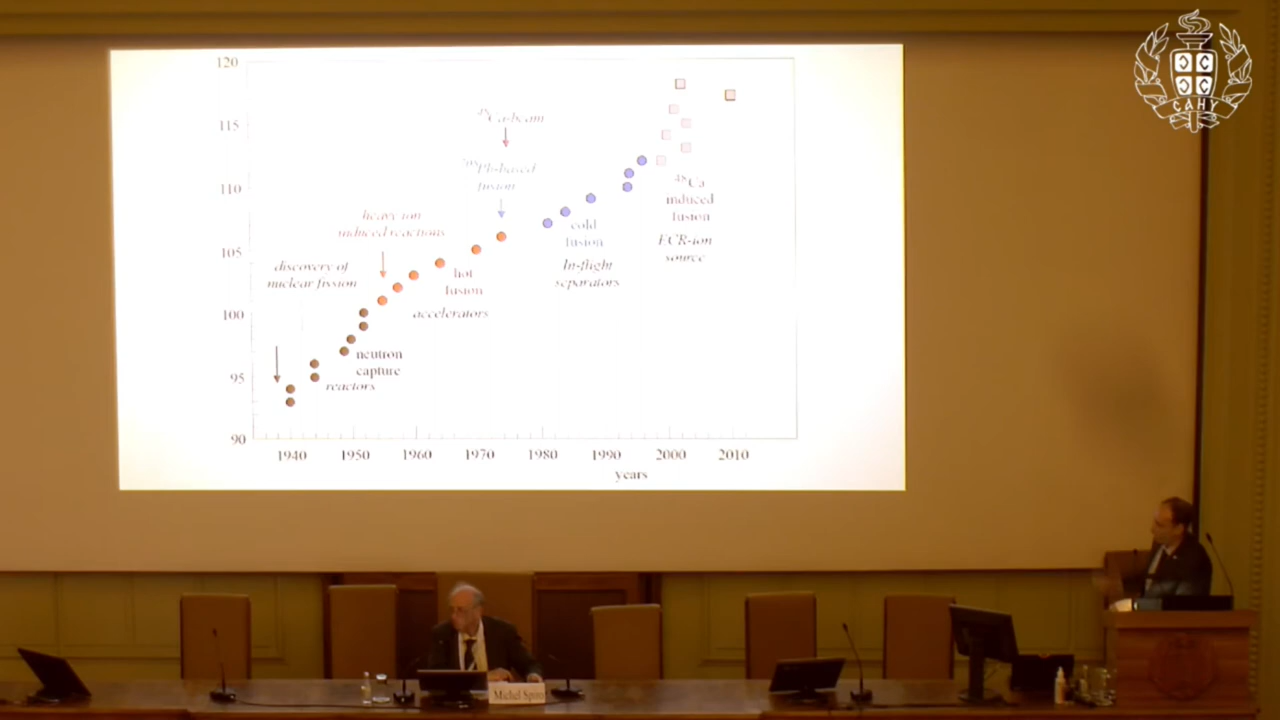 120
115
110
105
100
95
90
1940
1950
1960
1970
1980
1990
2000
2010
years
discovery of
nuclear fission
heavy ion
induced reactions
48Ca-beam
208Pb-based
fusion
neutron
capture
reactors
hot
fusion
accelerators
cold
fusion
In-flight
separators
48Ca
induced
fusion
ECR-ion
source
САНУ
Michel Spiro